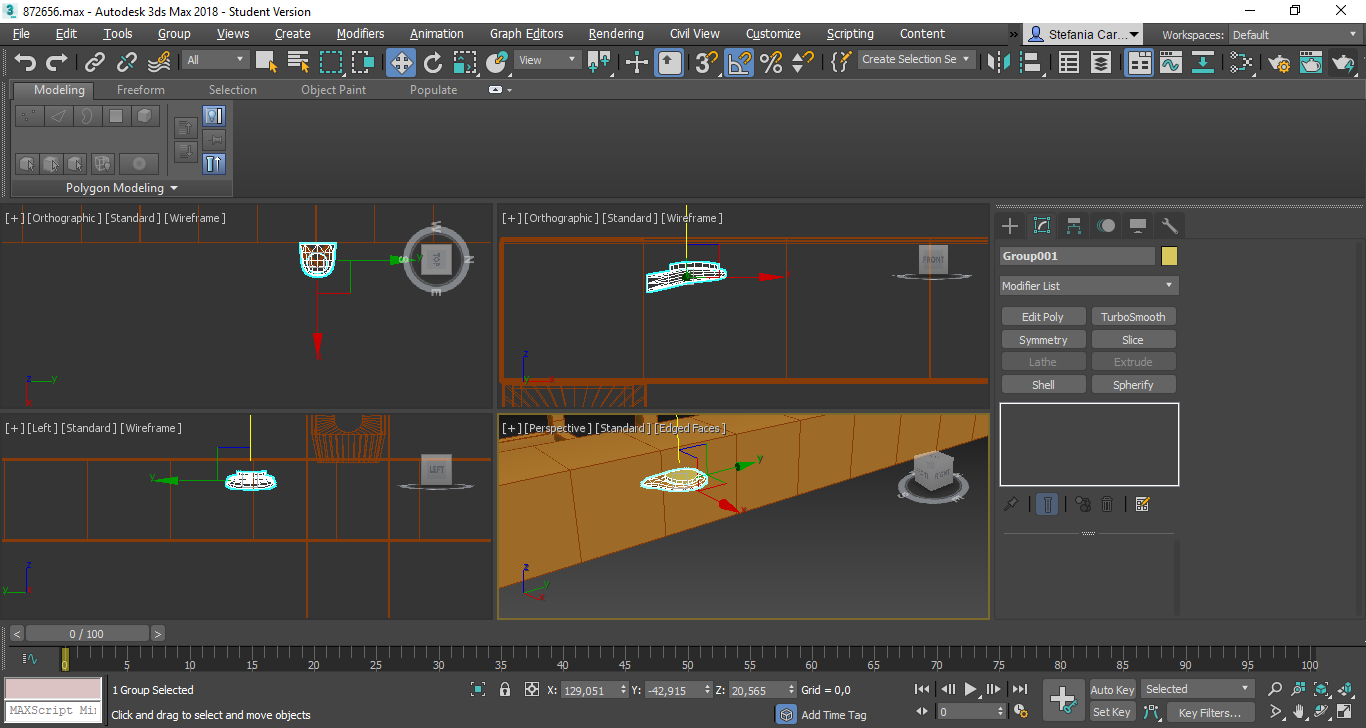 872656.max - Autodesk 3ds Max 2018 - Student Version
File Edit Tools Group Views Create Modifiers Animation Graph Editors Rendering Civil View Customize Scripting Content » Stefania Car... Workspaces: Default
All View Create Selection Se
Modeling Freeform Selection Object Paint Populate
Polygon Modeling
[+] [Orthographic] [Standard] [Wireframe]
W
S TOP N
E
y
z y
x
[+] [Orthographic] [Standard] [Wireframe]
FRONT
z
y x
[+] [Left] [Standard] [Wireframe]
LEFT
y
z
y
[+] [Perspective] [Standard] [Edged Faces]
y
x
z
y
x
Group001
Modifier List
Edit Poly TurboSmooth
Symmetry Slice
Lathe Extrude
Shell Spherify
< 0 / 100 >
0 5 10 15 20 25 30 35 40 45 50 55 60 65 70 75 80 85 90 95 100
1 Group Selected X: 129,051 Y: -42,915 Z: 20,565 Grid = 0,0 Auto Key Selected
MAXScript Mi
Click and drag to select and move objects Add Time Tag 0 Set Key Key Filters...